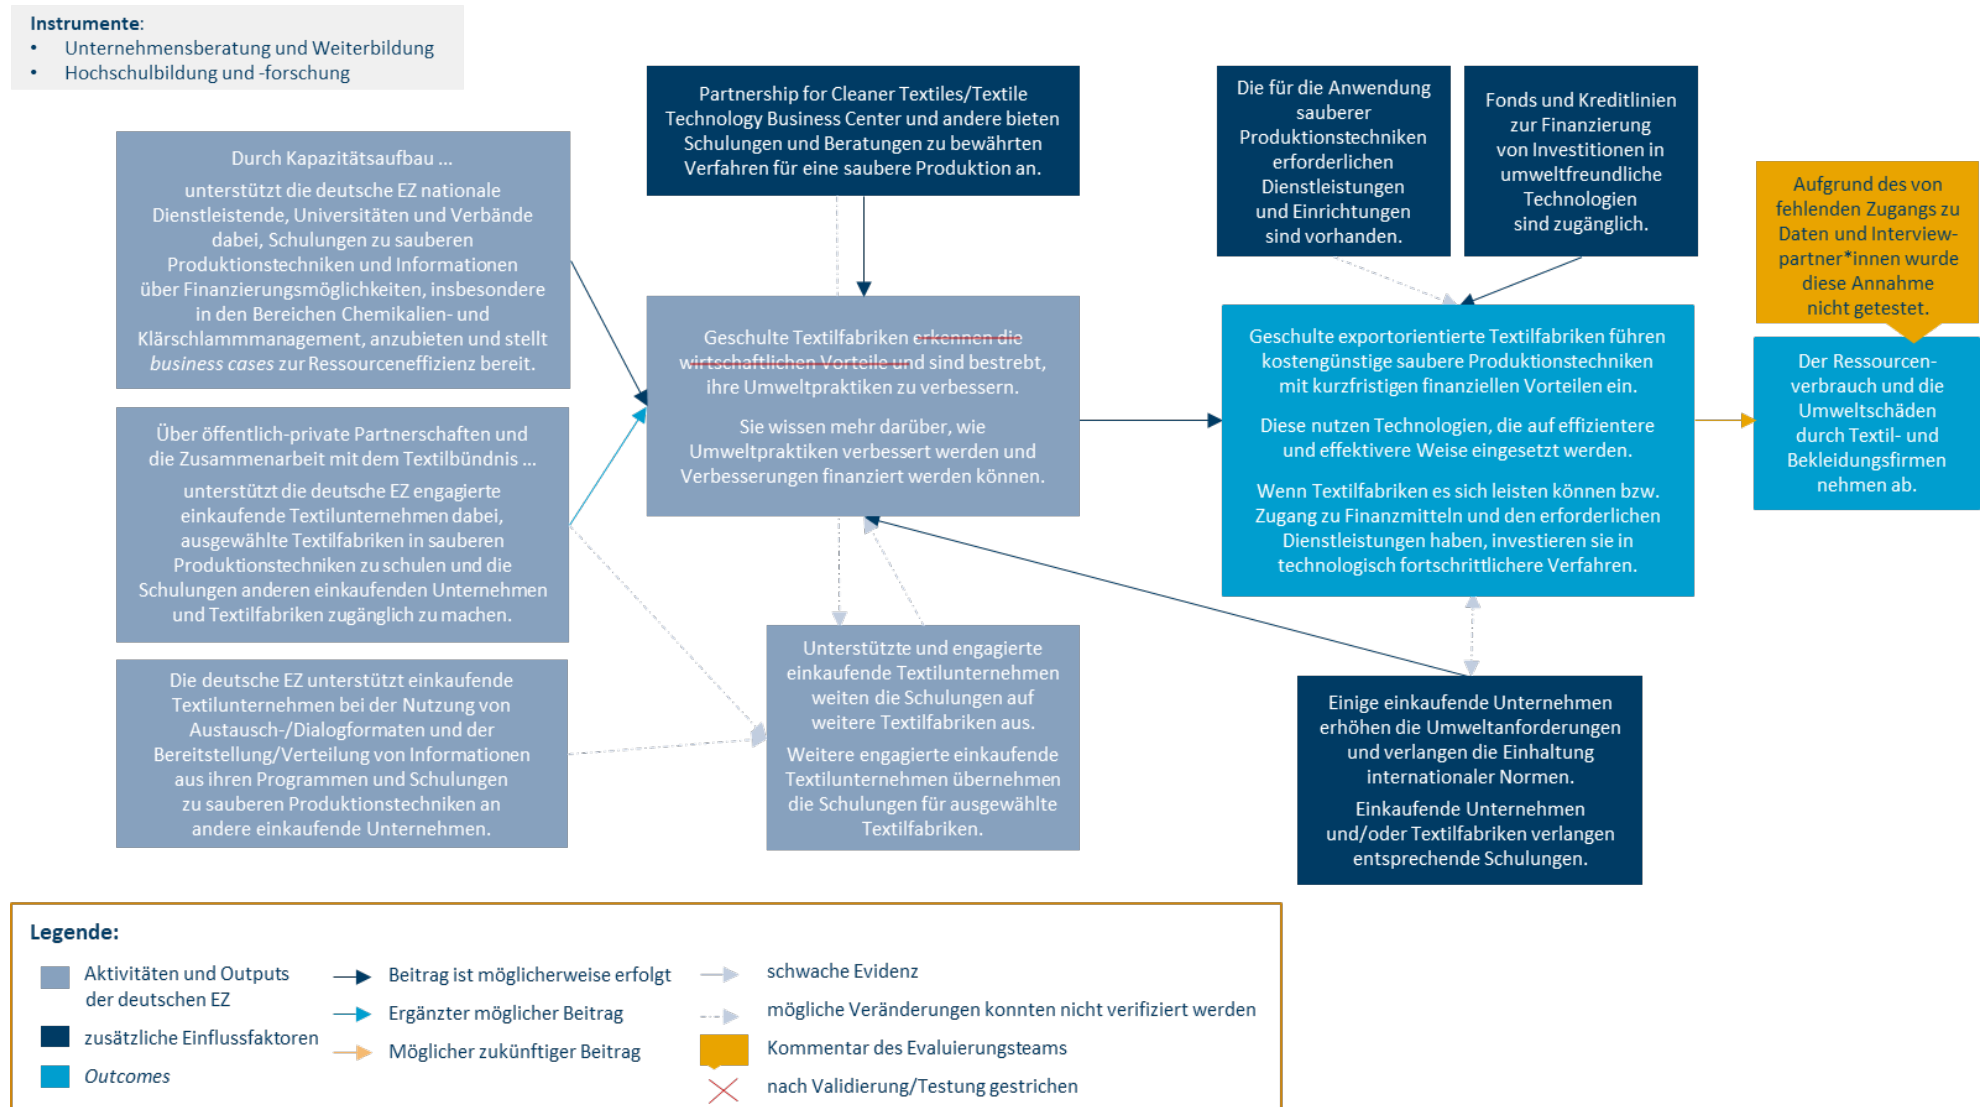 Instrumente:
• Unternehmensberatung und Weiterbildung
• Hochschulbildung und -forschung
Partnership for Cleaner Textiles/Textile
Technology Business Center und andere bieten
Schulungen und Beratungen zu bewährten
Verfahren für eine saubere Produktion an.
Die für die Anwendung
sauberer
Produktionstechniken
erforderlichen
Dienstleistungen
und Einrichtungen
sind vorhanden.
Fonds und Kreditlinien
zur Finanzierung
von Investitionen in
umweltfreundliche
Technologien
sind zugänglich.
Aufgrund des von
fehlenden Zugangs zu
Daten und Interview-
partner*innen wurde
diese Annahme
nicht getestet.
Durch Kapazitätsaufbau ...
unterstützt die deutsche EZ nationale
Dienstleistende, Universitäten und Verbände
dabei, Schulungen zu sauberen
Produktionstechniken und Informationen
über Finanzierungsmöglichkeiten, insbesondere
in den Bereichen Chemikalien- und
Klärschlammmanagement, anzubieten und stellt
business cases zur Ressourceneffizienz bereit.
Geschulte Textilfabriken erkennen die
wirtschaftlichen Vorteile und sind bestrebt,
ihre Umweltpraktiken zu verbessern.
Sie wissen mehr darüber, wie
Umweltpraktiken verbessert werden und
Verbesserungen finanziert werden können.
Geschulte exportorientierte Textilfabriken führen
kostengünstige saubere Produktionstechniken
mit kurzfristigen finanziellen Vorteilen ein.
Diese nutzen Technologien, die auf effizientere
und effektivere Weise eingesetzt werden.
Wenn Textilfabriken es sich leisten können bzw.
Zugang zu Finanzmitteln und den erforderlichen
Dienstleistungen haben, investieren sie in
technologisch fortschrittlichere Verfahren.
Der Ressourcen-
verbrauch und die
Umweltschäden
durch Textil- und
Bekleidungsfirmen
nehmen ab.
Über öffentlich-private Partnerschaften und
die Zusammenarbeit mit dem Textilbündnis ...
unterstützt die deutsche EZ engagierte
einkaufende Textilunternehmen dabei,
ausgewählte Textilfabriken in sauberen
Produktionstechniken zu schulen und die
Schulungen anderen einkaufenden Unternehmen
und Textilfabriken zugänglich zu machen.
Die deutsche EZ unterstützt einkaufende
Textilunternehmen bei der Nutzung von
Austausch-/Dialogformaten und der
Bereitstellung/Verteilung von Informationen
aus ihren Programmen und Schulungen
zu sauberen Produktionstechniken an
andere einkaufende Unternehmen.
Unterstützte und engagierte
einkaufende Textilunternehmen
weiten die Schulungen auf
weitere Textilfabriken aus.
Weitere engagierte einkaufende
Textilunternehmen übernehmen
die Schulungen für ausgewählte
Textilfabriken.
Einige einkaufende Unternehmen
erhöhen die Umweltanforderungen
und verlangen die Einhaltung
internationaler Normen.
Einkaufende Unternehmen
und/oder Textilfabriken verlangen
entsprechende Schulungen.
Legende:
Aktivitäten und Outputs
der deutschen EZ
zusätzliche Einflussfaktoren
Outcomes
Beitrag ist möglicherweise erfolgt
Ergänzter möglicher Beitrag
Möglicher zukünftiger Beitrag
schwache Evidenz
mögliche Veränderungen konnten nicht verifiziert werden
Kommentar des Evaluierungsteams
nach Validierung/Testung gestrichen